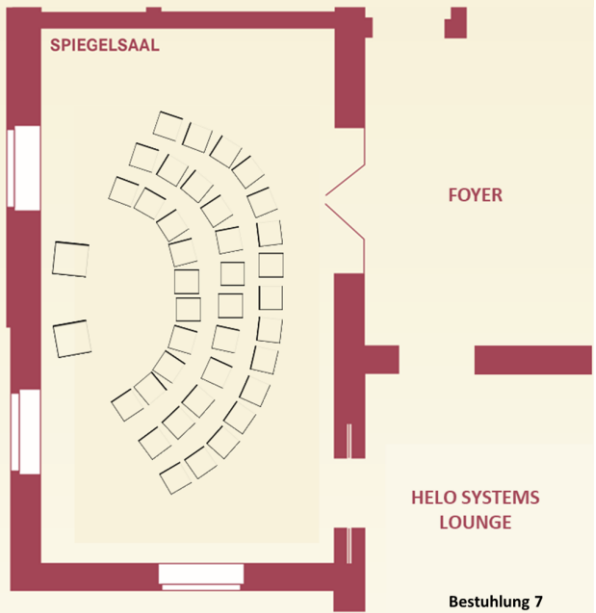 SPIEGELSAAL
FOYER
HELO SYSTEMS
LOUNGE
Bestuhlung 7